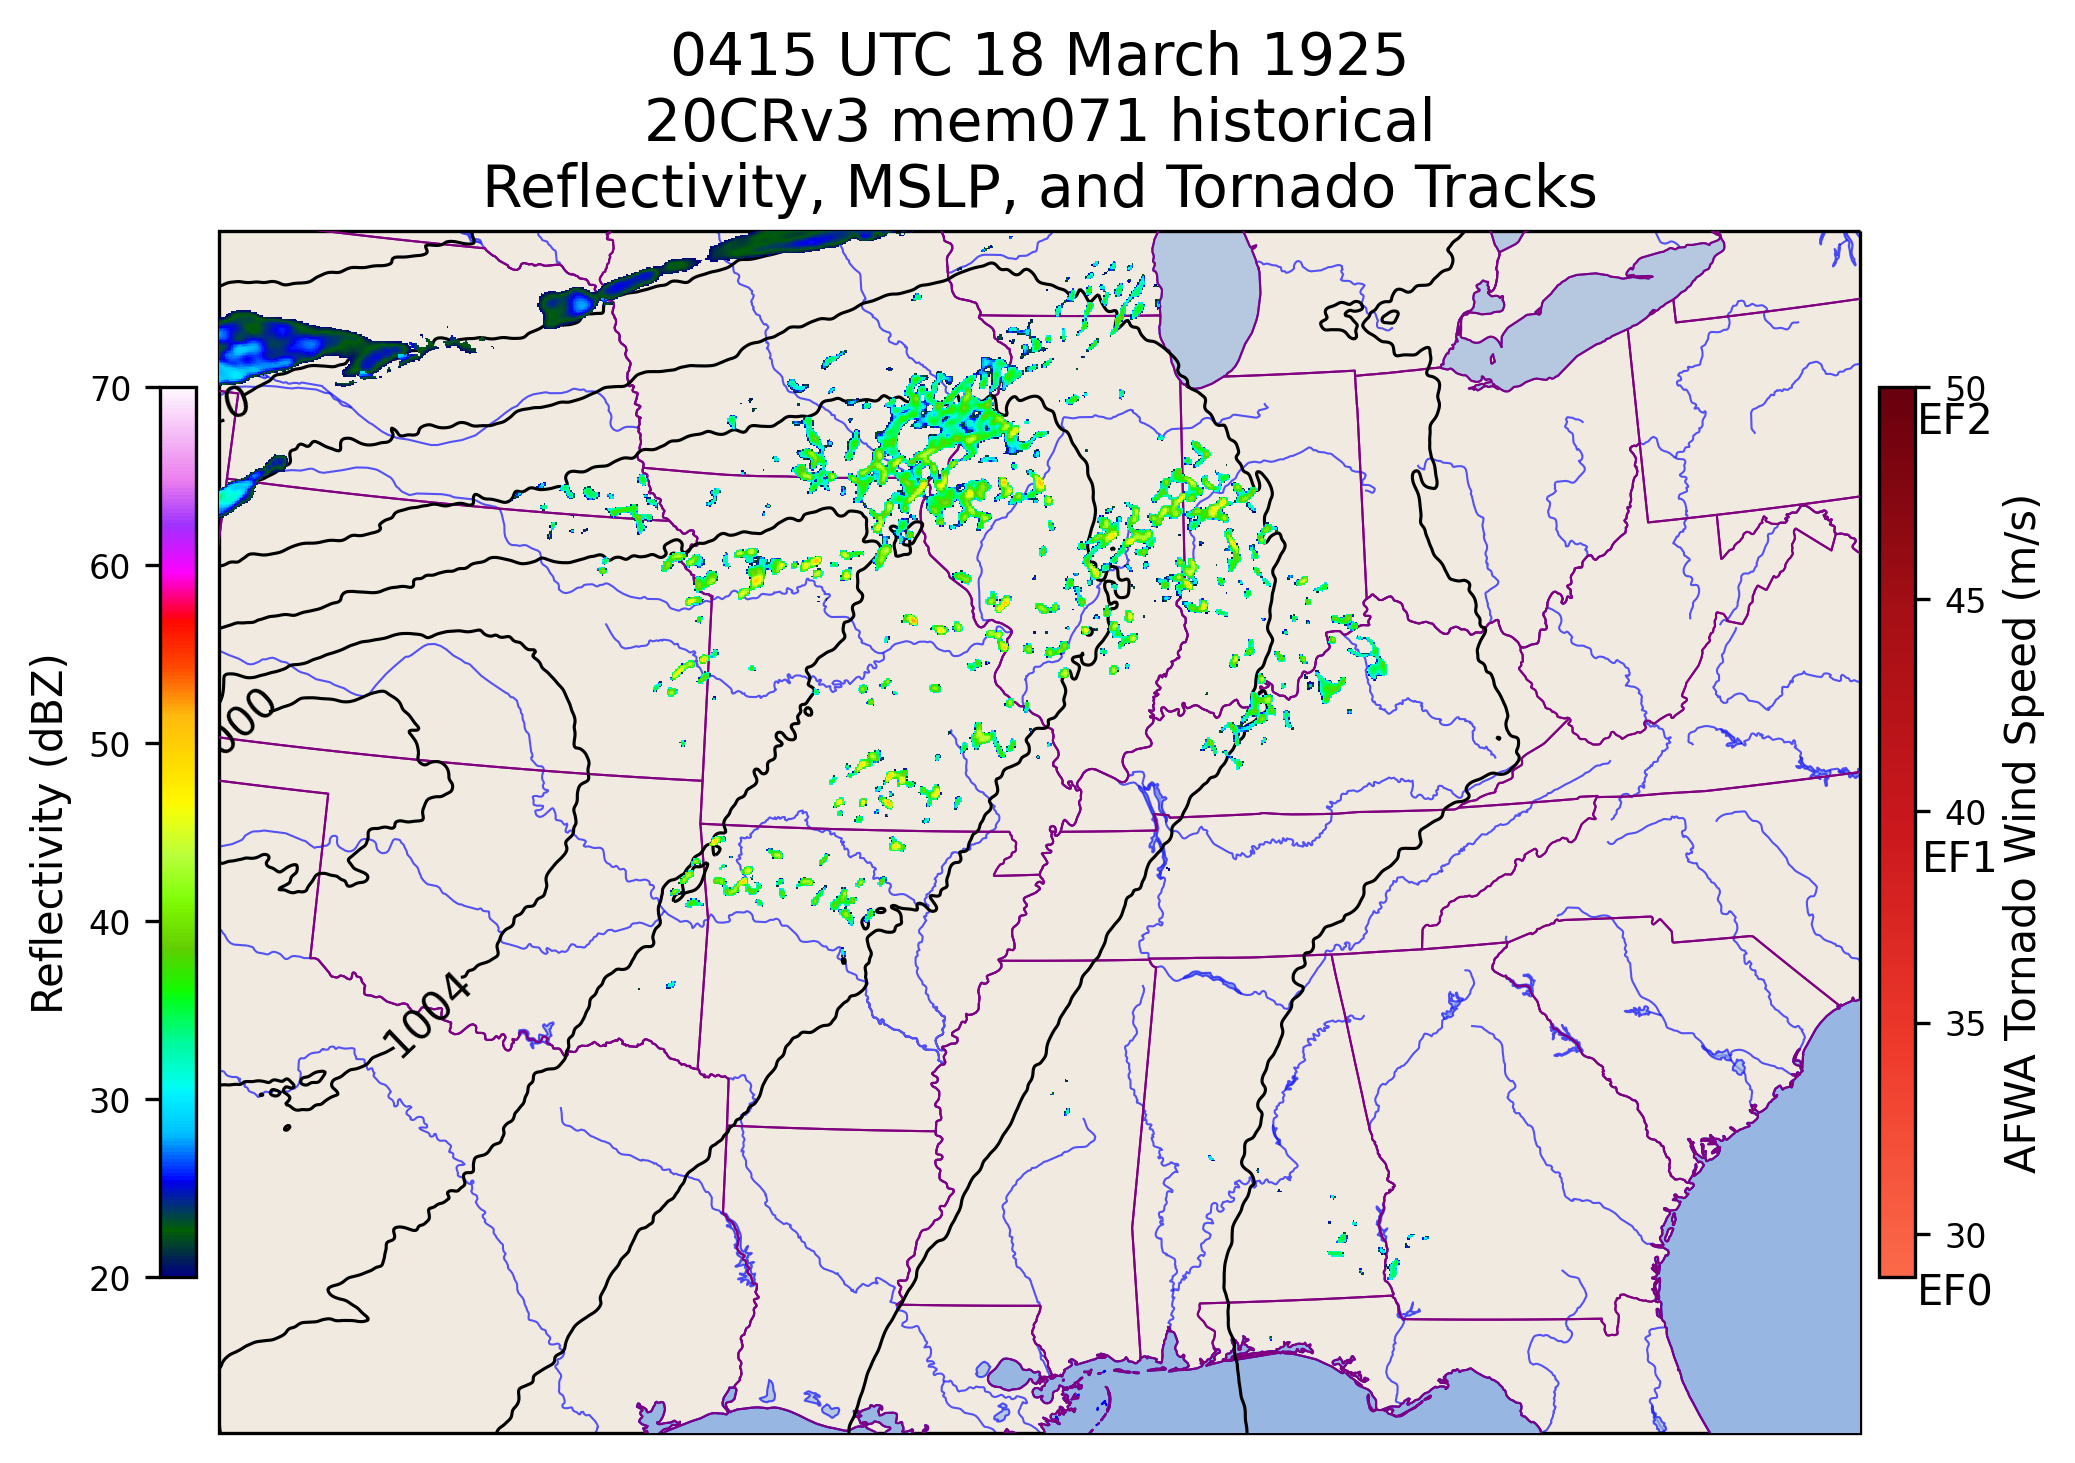 0415 UTC 18 March 1925
20CRv3 mem071 historical
Reflectivity, MSLP, and Tornado Tracks
70
60
50
40
30
20
Reflectivity (dBZ)
0
000
1004
50
EF2
45
40
EF1
35
30
EF0
AFWA Tornado Wind Speed (m/s)